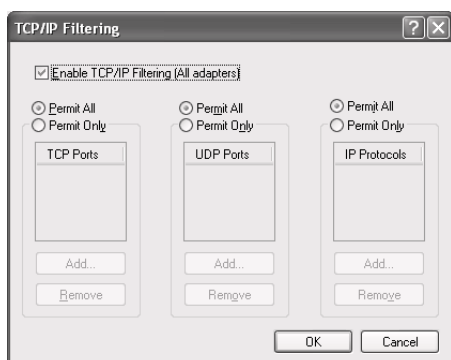 TCP/IP Filtering
Enable TCP/IP Filtering (All adapters)
Permit All
Permit Only
TCP Ports
Add...
Remove
Permit All
Permit Only
UDP Ports
Add...
Remove
Permit All
Permit Only
IP Protocols
Add...
Remove
OK
Cancel